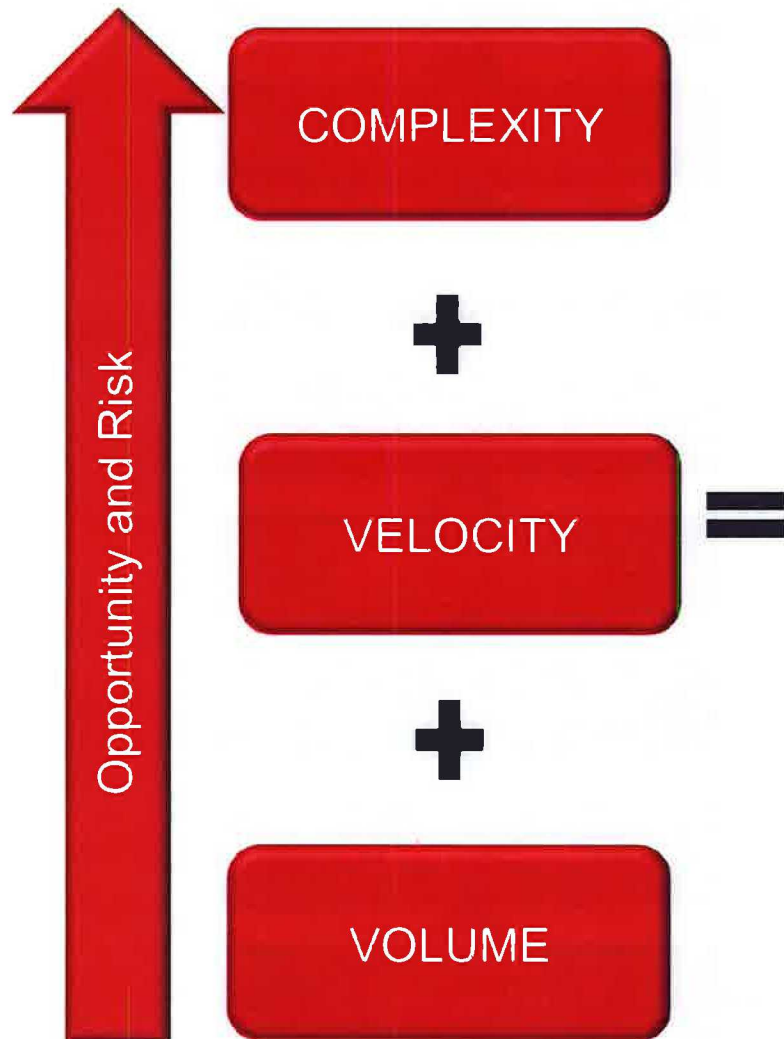 Opportunity and Risk
COMPLEXITY
+
VELOCITY
=
+
VOLUME